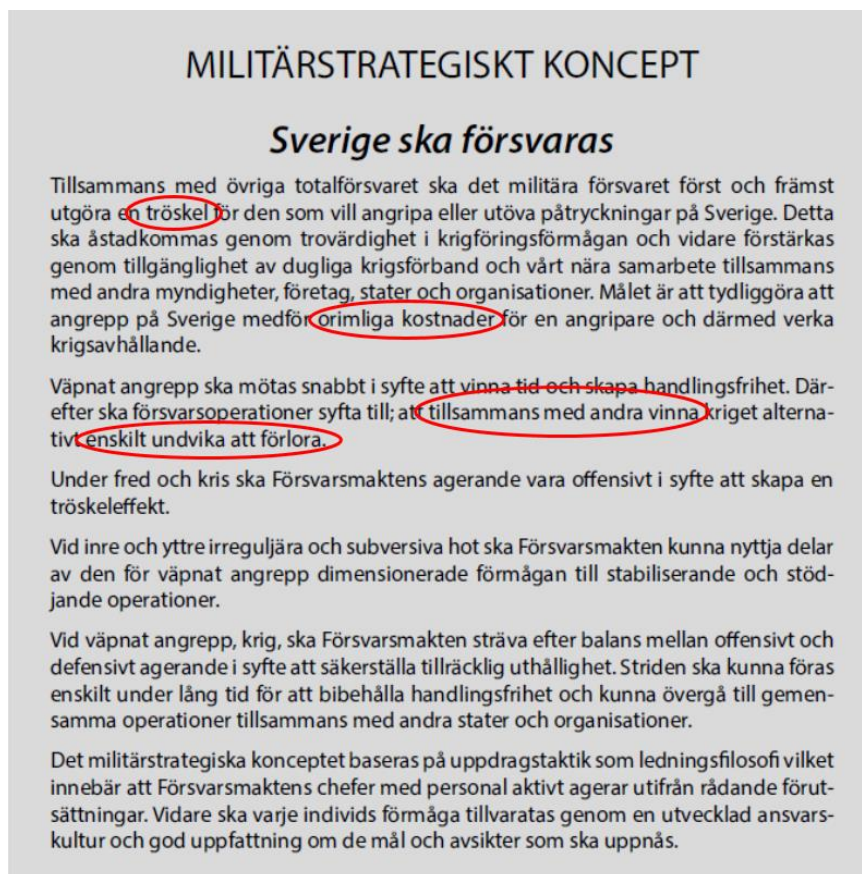 MILITÄRSTRATEGISKT KONCEPT
Sverige ska försvaras
Tillsammans med övriga totalförsvaret ska det militära försvaret först och främst
utgöra en tröskel för den som vill angripa eller utöva påtryckningar på Sverige. Detta
ska åstadkommas genom trovärdighet i krigföringsförmågan och vidare förstärkas
genom tillgänglighet av dugliga krigsförband och vårt nära samarbete tillsammans
med andra myndigheter, företag, stater och organisationer. Målet är att tydliggöra att
angrepp på Sverige medför orimliga kostnader för en angripare och därmed verka
krigsavhållande.
Väpnat angrepp ska mötas snabbt i syfte att vinna tid och skapa handlingsfrihet. Där-
efter ska försvarsoperationer syfta till; att tillsammans med andra vinna kriget alterna-
tivt enskilt undvika att förlora.
Under fred och kris ska Försvarsmaktens agerande vara offensivt i syfte att skapa en
tröskeleffekt.
Vid inre och yttre irreguljära och subversiva hot ska Försvarsmakten kunna nyttja delar
av den för väpnat angrepp dimensionerade förmågan till stabiliserande och stöd-
jande operationer.
Vid väpnat angrepp, krig, ska Försvarsmakten sträva efter balans mellan offensivt och
defensivt agerande i syfte att säkerställa tillräcklig uthållighet. Striden ska kunna föras
enskilt under lång tid för att bibehålla handlingsfrihet och kunna övergå till gemen-
samma operationer tillsammans med andra stater och organisationer.
Det militärstrategiska konceptet baseras på uppdragstaktik som ledningsfilosofi vilket
innebär att Försvarsmaktens chefer med personal aktivt agerar utifrån rådande förut-
sättningar. Vidare ska varje individs förmåga tillvaratas genom en utvecklad ansvars-
kultur och god uppfattning om de mål och avsikter som ska uppnås.